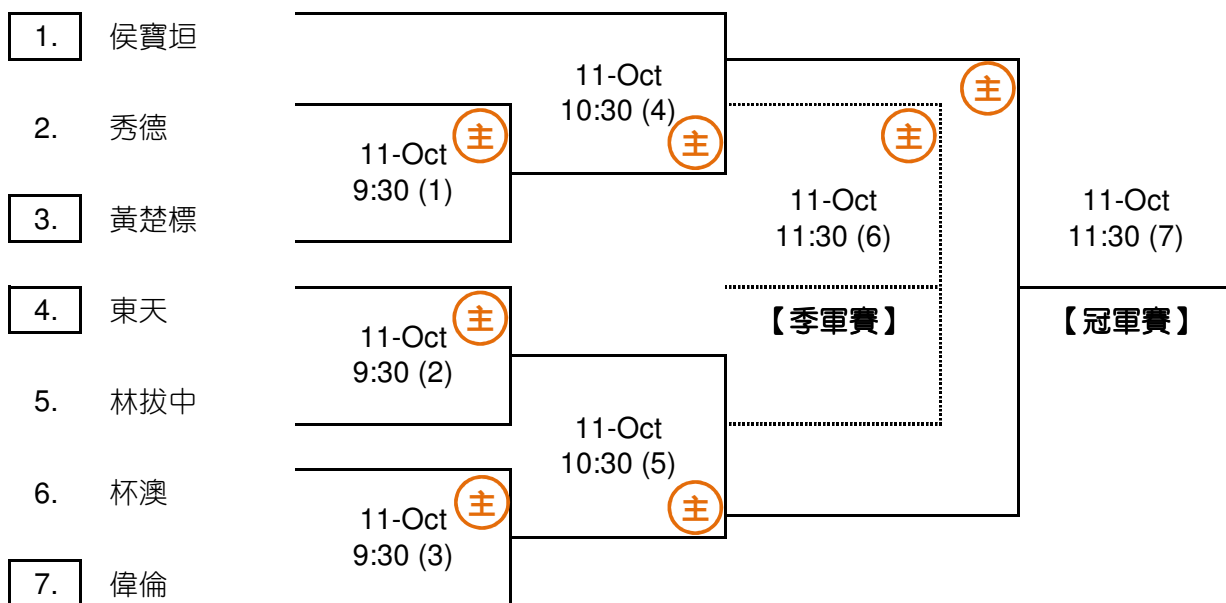 1. 侯寶垣
2. 秀德
3. 黃楚標
4. 東天
5. 林拔中
6. 杯澳
7. 偉倫
主
11-Oct
9:30 (1)
主
11-Oct
9:30 (2)
主
11-Oct
9:30 (3)
11-Oct
10:30 (4)
主
11-Oct
10:30 (5)
主
主
11-Oct
11:30 (6)
【季軍賽】
主
11-Oct
11:30 (7)
【冠軍賽】